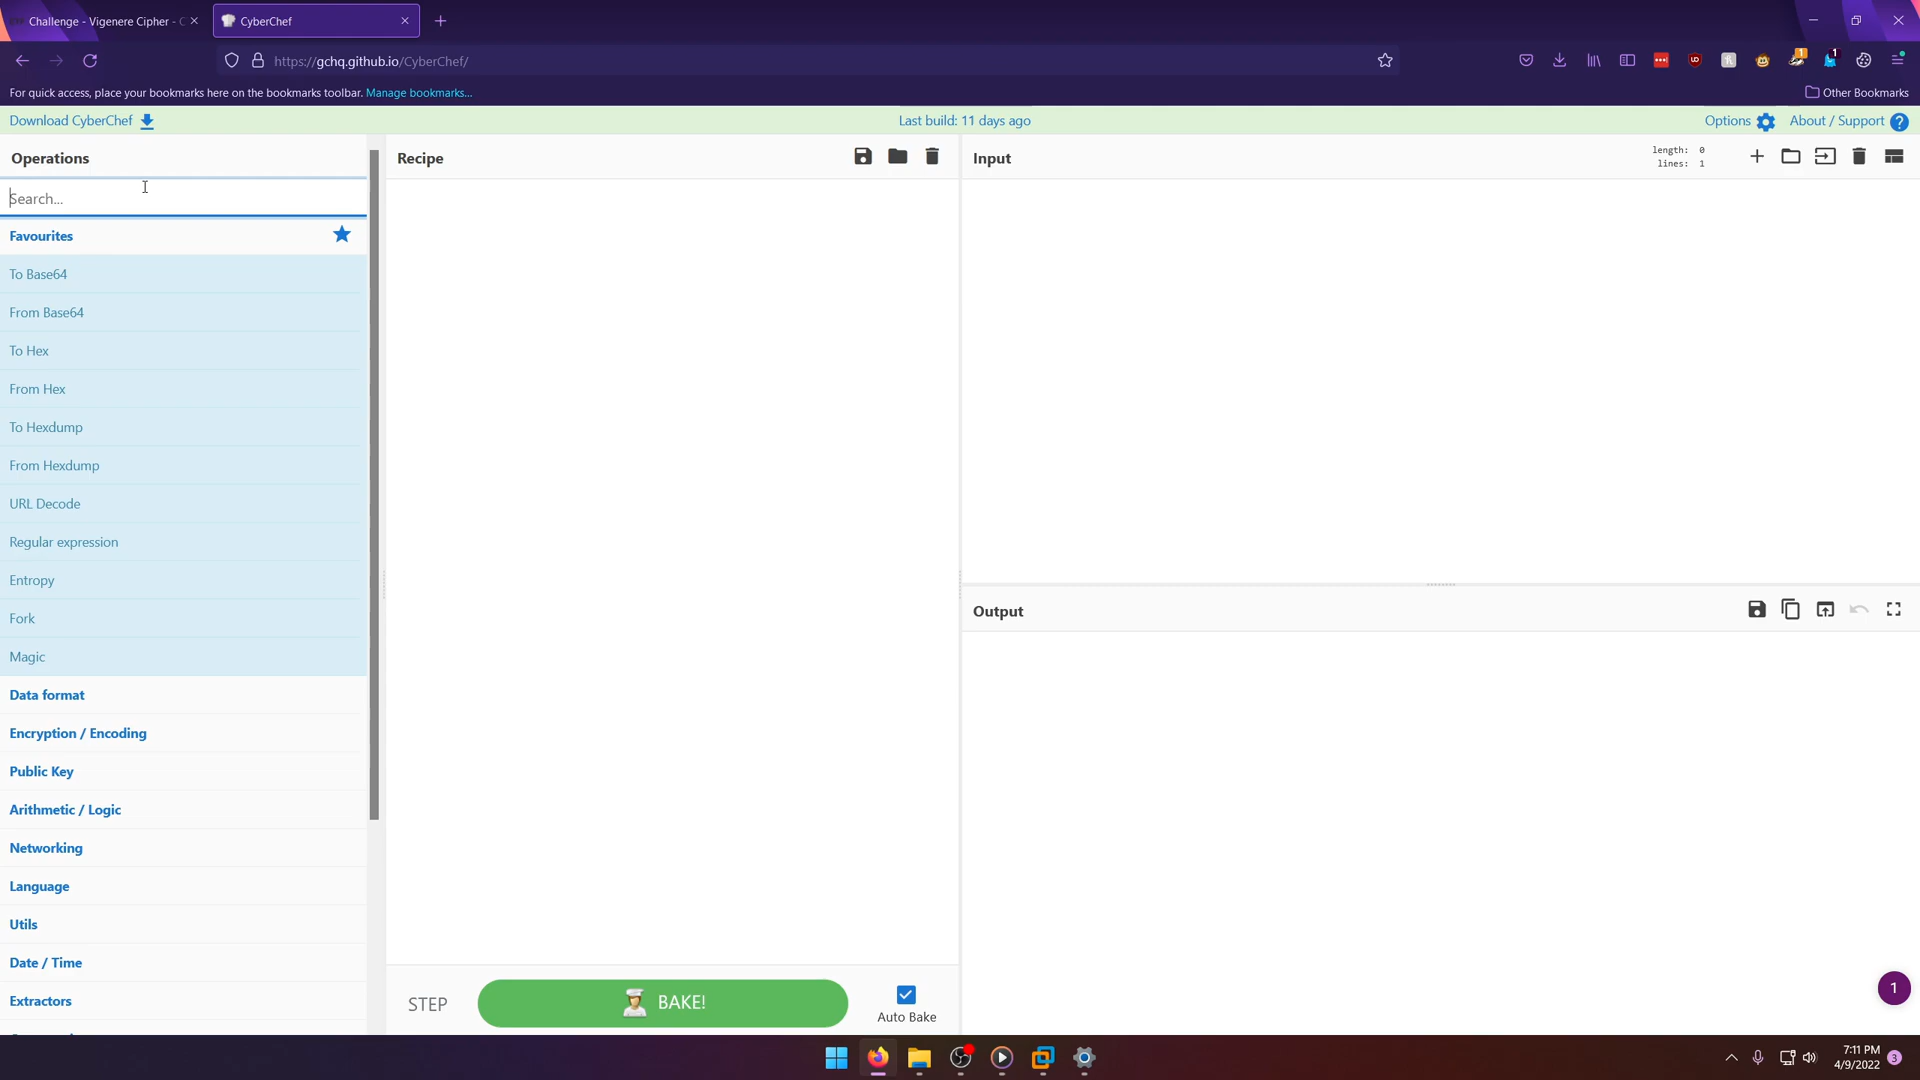 Challenge - Vigenere Cipher - C
CyberChef
https://gchq.github.io/CyberChef/
1
1
For quick access, place your bookmarks here on the bookmarks toolbar. Manage bookmarks...
Other Bookmarks
Download CyberChef
Last build: 11 days ago
Options
About / Support
Operations
Recipe
Input
length: 0
lines: 1
Search...
Favourites
To Base64
From Base64
To Hex
From Hex
To Hexdump
From Hexdump
URL Decode
Regular expression
Entropy
Fork
Magic
Output
Data format
Encryption / Encoding
Public Key
Arithmetic / Logic
Networking
Language
Utils
Date / Time
Extractors
STEP
BAKE!
Auto Bake
1
7:11 PM
4/9/2022
3